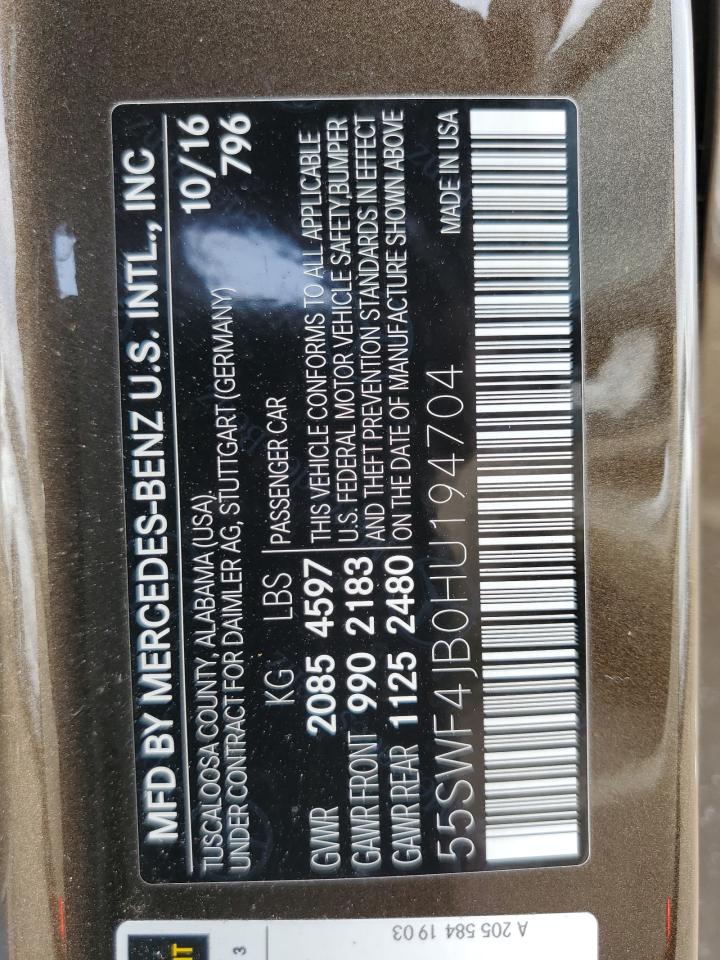 MFD BY MERCEDES-BENZ U.S. INTL., INC
TUSCALOOSA COUNTY, ALABAMA (USA) 10/16
UNDER CONTRACT FOR DAIMLER AG, STUTTGART (GERMANY) 796
KG LBS PASSENGER CAR
GVWR 2085 4597 THIS VEHICLE CONFORMS TO ALL APPLICABLE
GAWR FRONT 990 2183 U.S. FEDERAL MOTOR VEHICLE SAFETY,BUMPER
AND THEFT PREVENTION STANDARDS IN EFFECT
GAWR REAR 1125 2480 ON THE DATE OF MANUFACTURE SHOWN ABOVE
55SWF4JB0HU194704 MADE IN USA
A 205 584 19 03
3